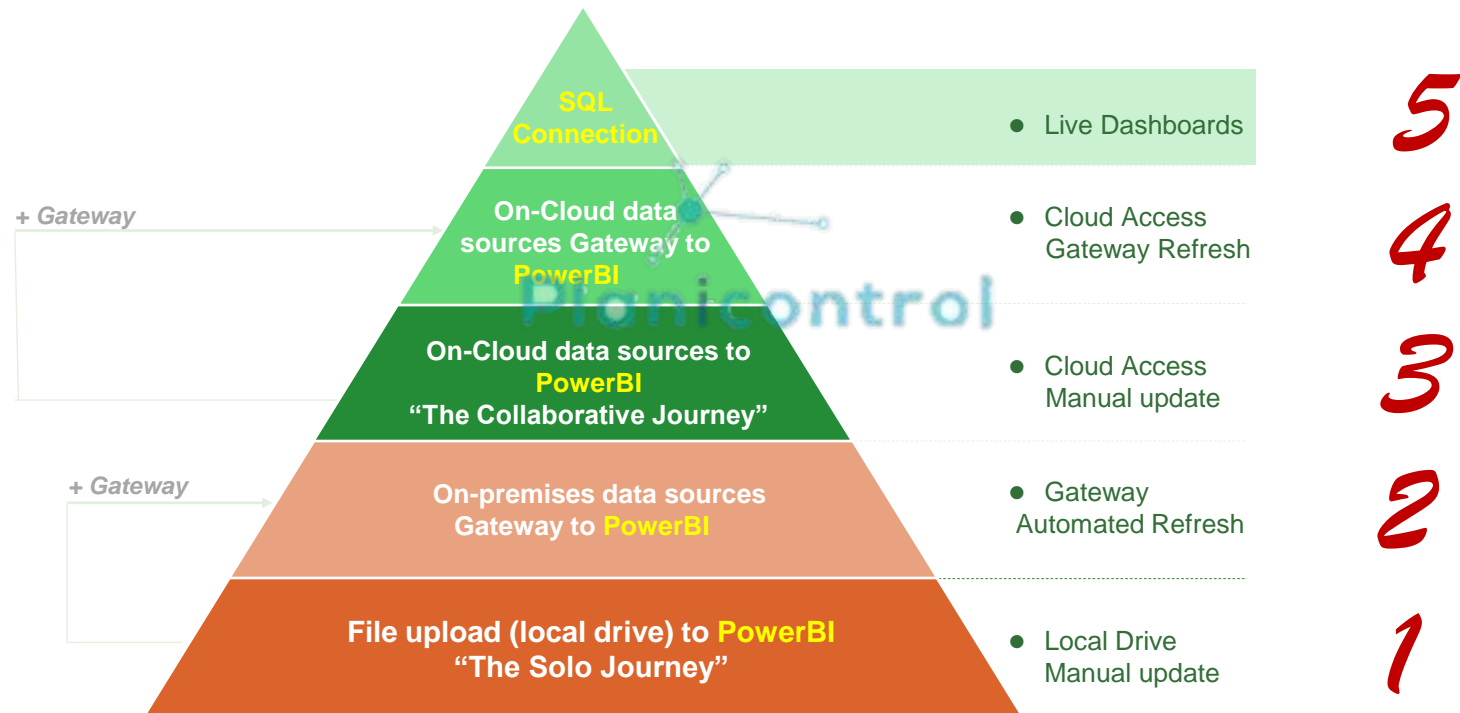 SQL
Connection
● Live Dashboards
5
+ Gateway
On-Cloud data
sources Gateway to
PowerBI
● Cloud Access
Gateway Refresh
4
Planicontrol
On-Cloud data sources to
PowerBI
“The Collaborative Journey”
● Cloud Access
Manual update
3
+ Gateway
On-premises data sources
Gateway to PowerBI
● Gateway
Automated Refresh
2
File upload (local drive) to PowerBI
“The Solo Journey”
● Local Drive
Manual update
1